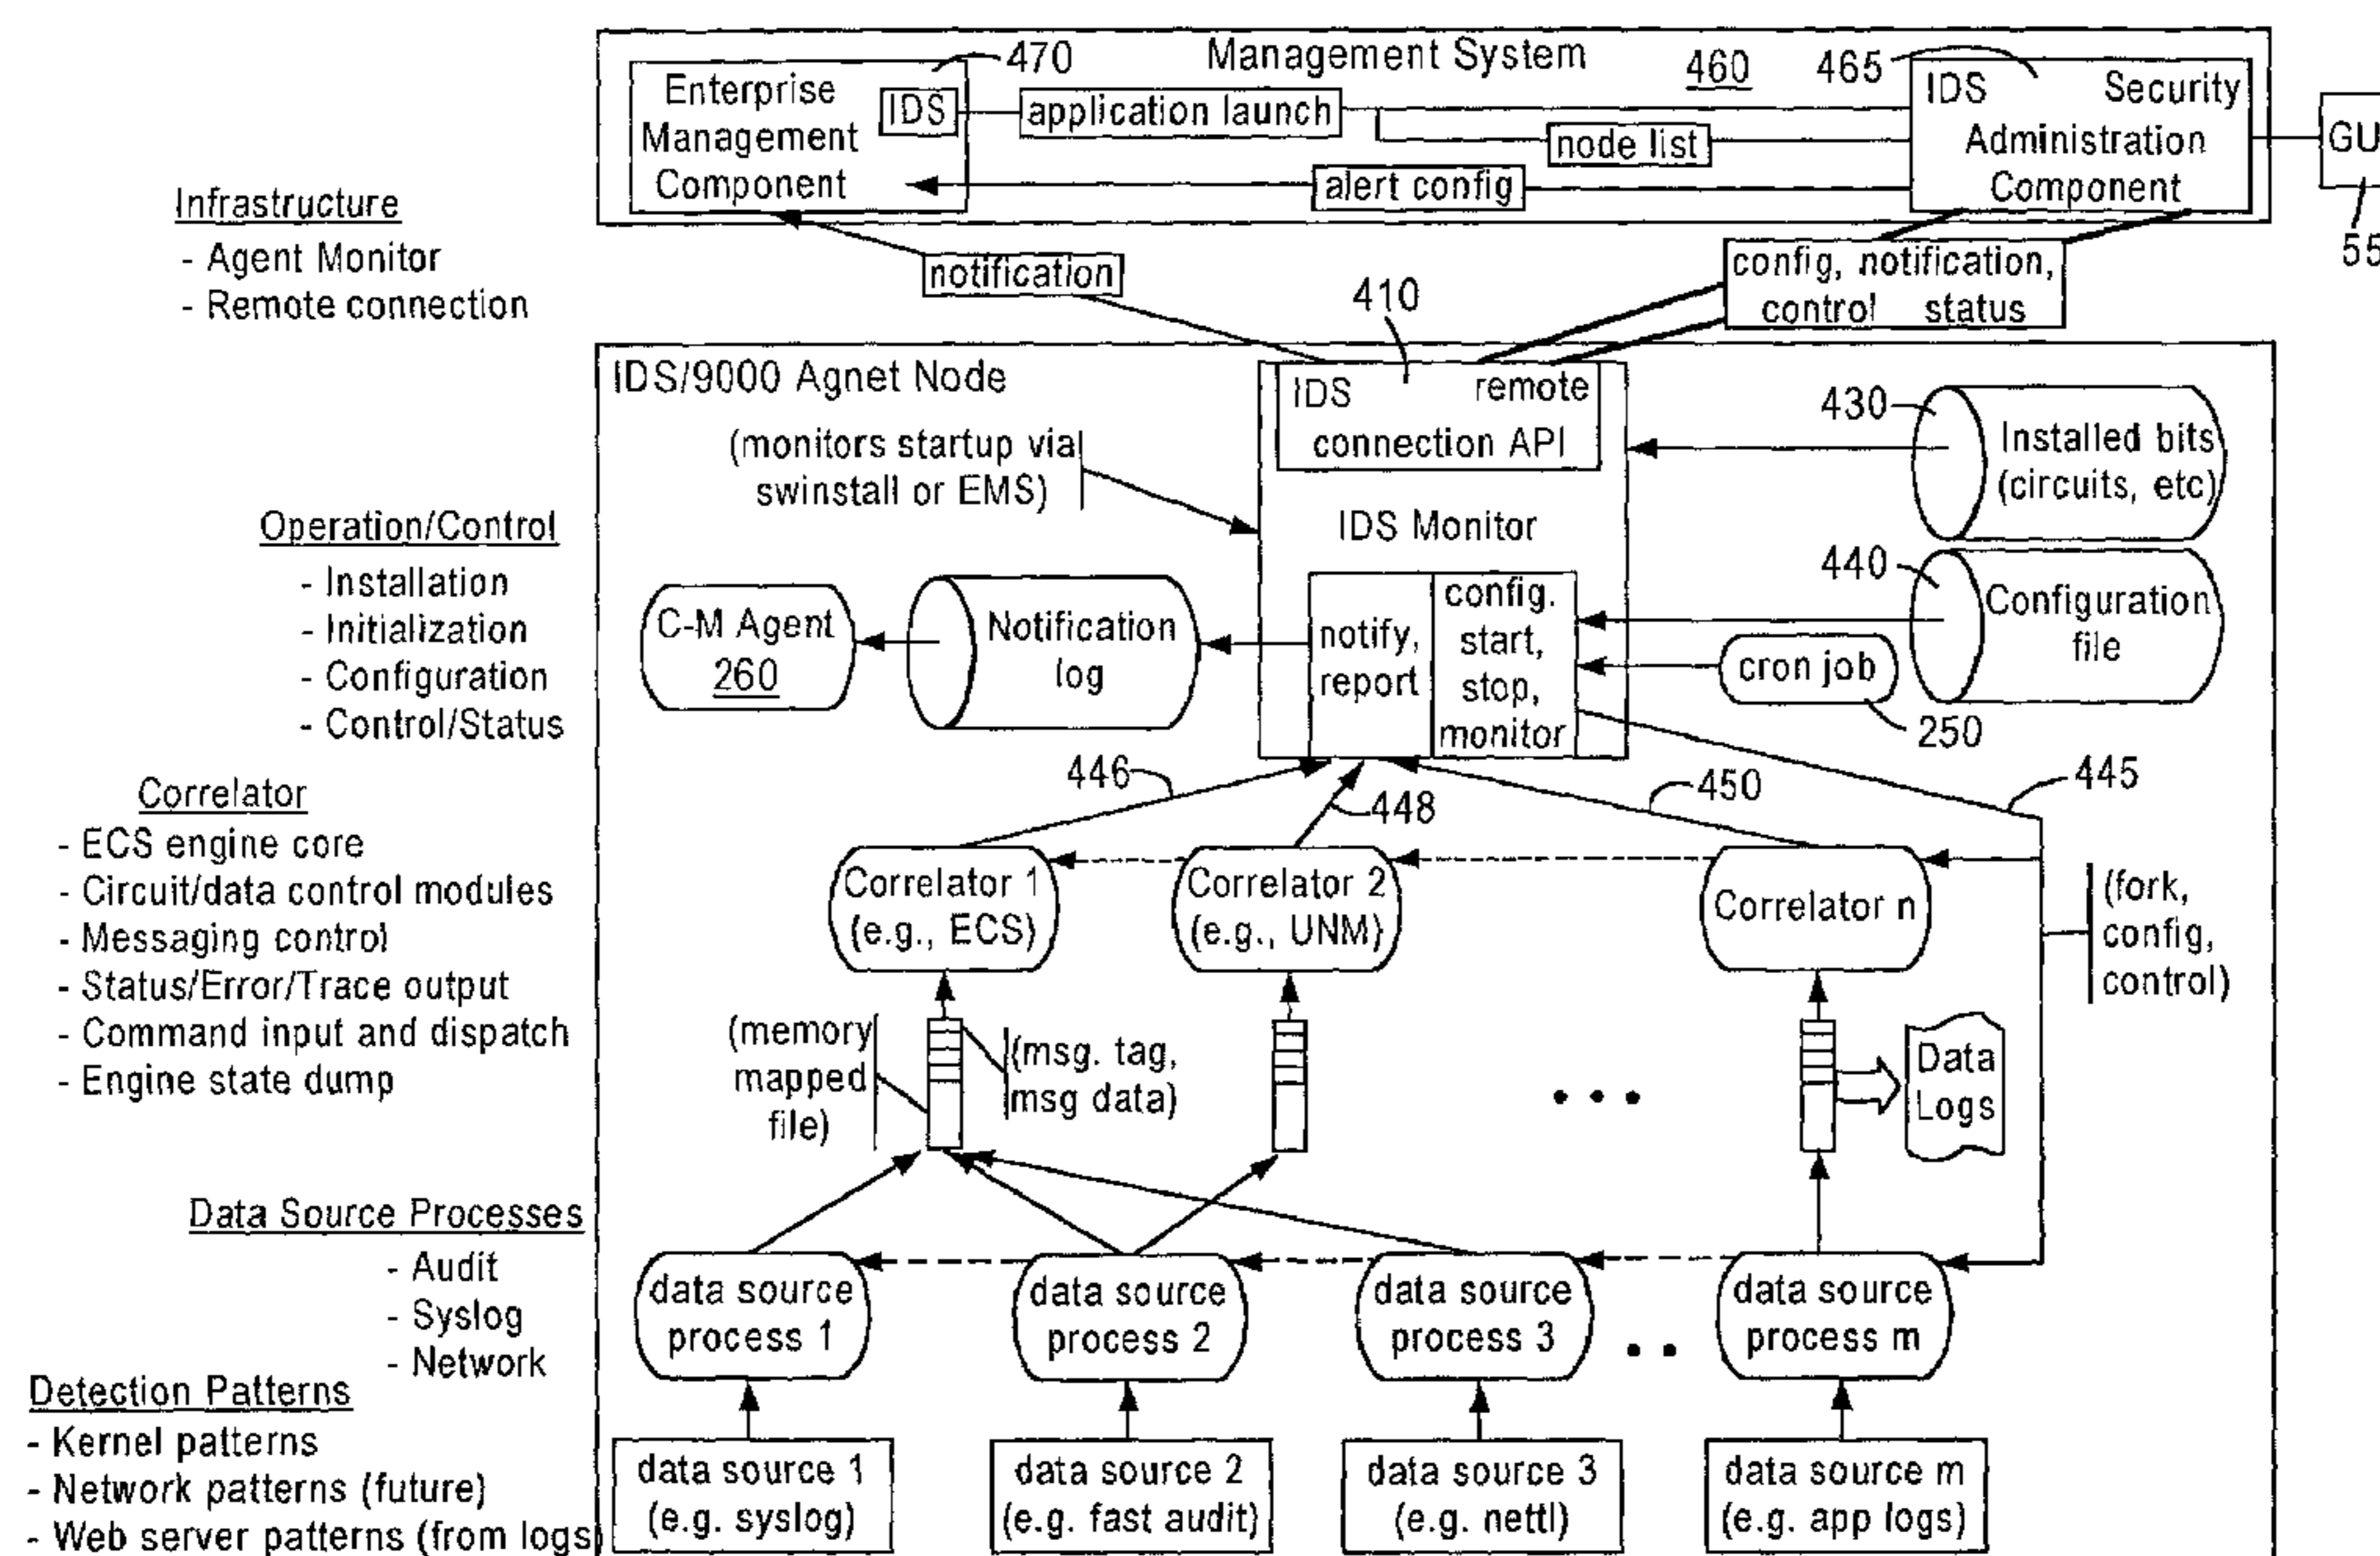 Management System
460
465
470
Enterprise
Management
Component
IDS
application launch
node list
alert config
IDS Security
Administration
Component
GU
55
Infrastructure
- Agent Monitor
- Remote connection
notification
config, notification,
control status
410
IDS/9000 Agnet Node
IDS remote
connection API
(monitors startup via
swinstall or EMS)
IDS Monitor
430
Installed bits
(circuits, etc)
Operation/Control
- Installation
- Initialization
- Configuration
- Control/Status
C-M Agent
260
Notification
log
notify,
report
config.
start,
stop,
monitor
440
Configuration
file
cron job
250
446
448
450
445
Correlator
- ECS engine core
- Circuit/data control modules
- Messaging control
- Status/Error/Trace output
- Command input and dispatch
- Engine state dump
Correlator 1
(e.g., ECS)
Correlator 2
(e.g., UNM)
Correlator n
(fork,
config,
control)
(memory
mapped
file)
(msg. tag,
msg data)
Data
Logs
Data Source Processes
- Audit
- Syslog
- Network
data source
process 1
data source
process 2
data source
process 3
data source
process m
Detection Patterns
- Kernel patterns
- Network patterns (future)
- Web server patterns (from logs
data source 1
(e.g. syslog)
data source 2
(e.g. fast audit)
data source 3
(e.g. nettl)
data source m
(e.g. app logs)